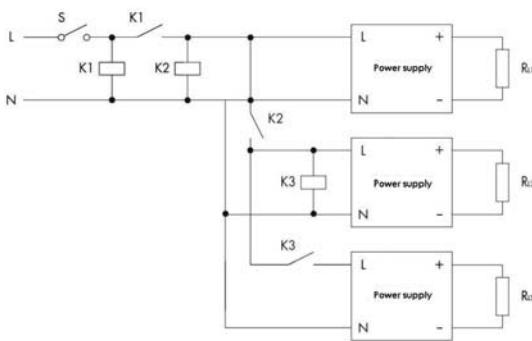 S K1
L
K1 K2
N
L +
Power supply
N -
R
K2
K3
L +
Power supply
N -
R
K3
L +
Power supply
N -
R